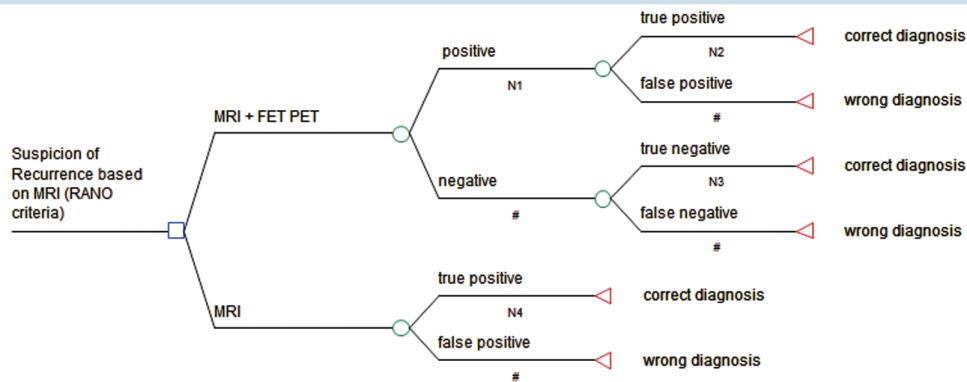 true positive
correct diagnosis
N2
positive
N1
false positive
wrong diagnosis
#
MRI + FET PET
true negative
correct diagnosis
N3
negative
#
false negative
wrong diagnosis
#
Suspicion of
Recurrence based
on MRI (RANO
criteria)
true positive
correct diagnosis
N4
MRI
false positive
wrong diagnosis
#